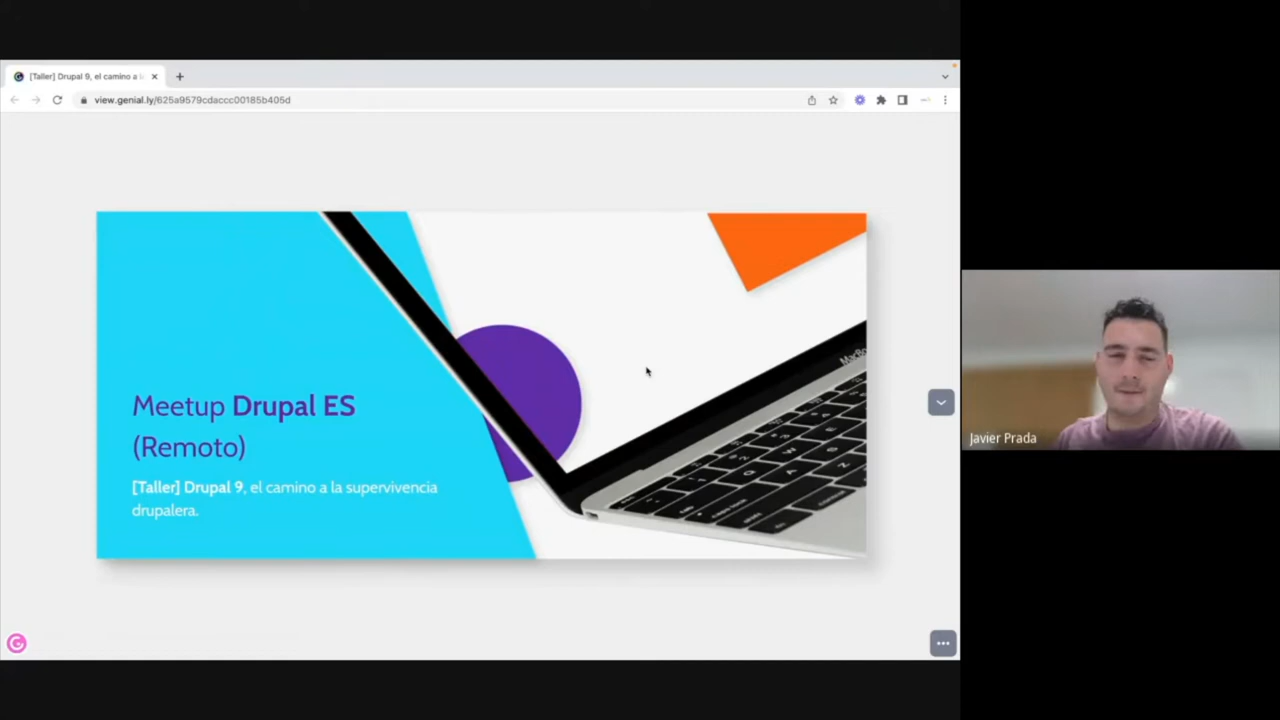 [Taller] Drupal 9, el camino a l
view.genial.ly/625a9579cdaccc00185b405d
Meetup Drupal ES
(Remoto)
[Taller] Drupal 9, el camino a la supervivencia
drupalera.
Javier Prada